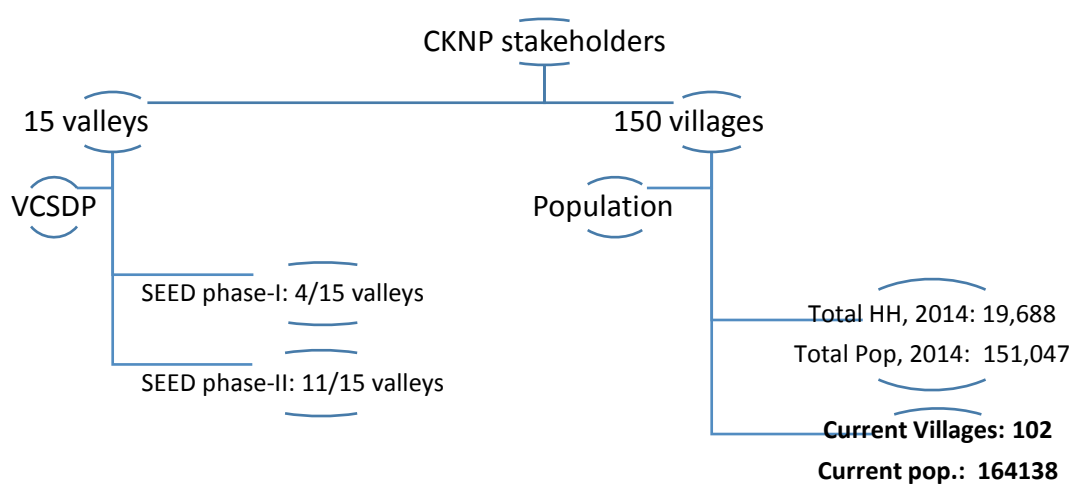 CKNP stakeholders
15 valleys
150 villages
VCSDP
Population
SEED phase-I: 4/15 valleys
SEED phase-II: 11/15 valleys
Total HH, 2014: 19,688
Total Pop, 2014: 151,047
Current Villages: 102
Current pop.: 164138